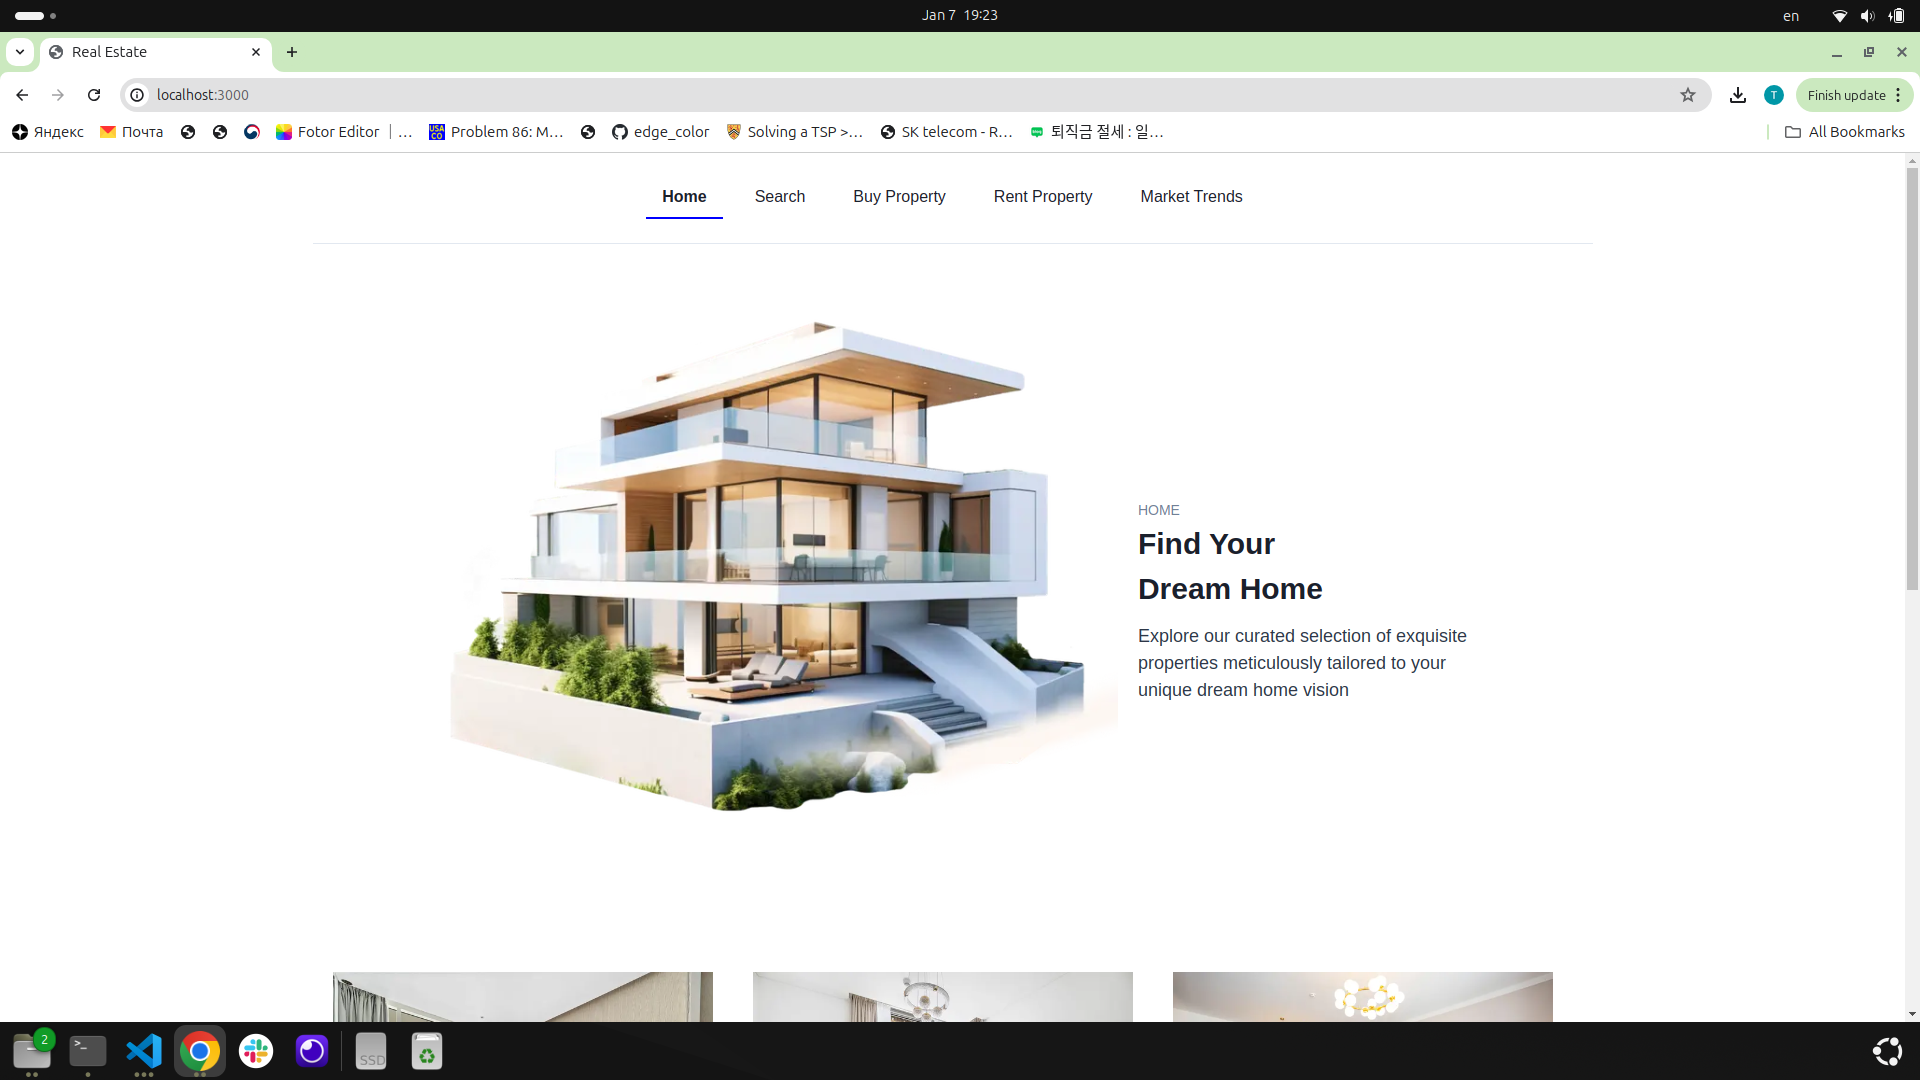 Jan 7 19:23
en
Real Estate
localhost:3000
Finish update
Яндекс
Почта
Fotor Editor | …
USA CO
Problem 86: M…
edge_color
Solving a TSP >…
SK telecom - R…
퇴직금 절세 : 일…
All Bookmarks
T
Home
Search
Buy Property
Rent Property
Market Trends
HOME
Find Your
Dream Home
Explore our curated selection of exquisite
properties meticulously tailored to your
unique dream home vision
2
>_
SSD